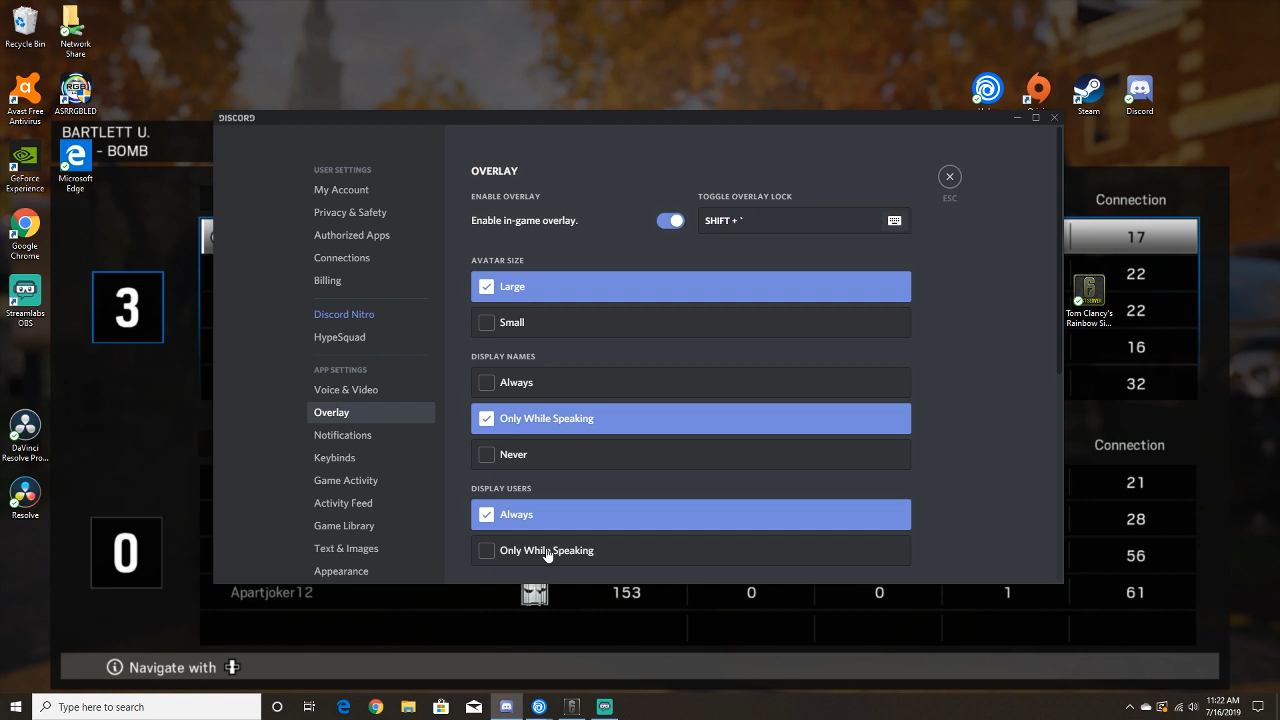 Recycle Bin
Network
Share
Avast Free
Antivirus
ASRRGBLED
Steam
Discord
DISCORD
BARTLETT U.
- BOMB
GeForce
Experience
Microsoft
Edge
Google
Chrome
Streamlabs
OBS
DaVinci
Resolve Pro...
Resolve
3
0
USER SETTINGS
My Account
Privacy & Safety
Authorized Apps
Connections
Billing
Discord Nitro
HypeSquad
APP SETTINGS
Voice & Video
Overlay
Notifications
Keybinds
Game Activity
Activity Feed
Game Library
Text & Images
Appearance
OVERLAY
ENABLE OVERLAY
Enable in-game overlay.
TOGGLE OVERLAY LOCK
SHIFT + `
ESC
AVATAR SIZE
Large
Small
DISPLAY NAMES
Always
Only While Speaking
Never
DISPLAY USERS
Always
Only While Speaking
Connection
17
22
22
16
32
Tom Clancy's
Rainbow Si...
Connection
21
28
56
Apartjoker12 153 0 0 1 61
Navigate with
Type here to search
11:22 AM
7/16/2019